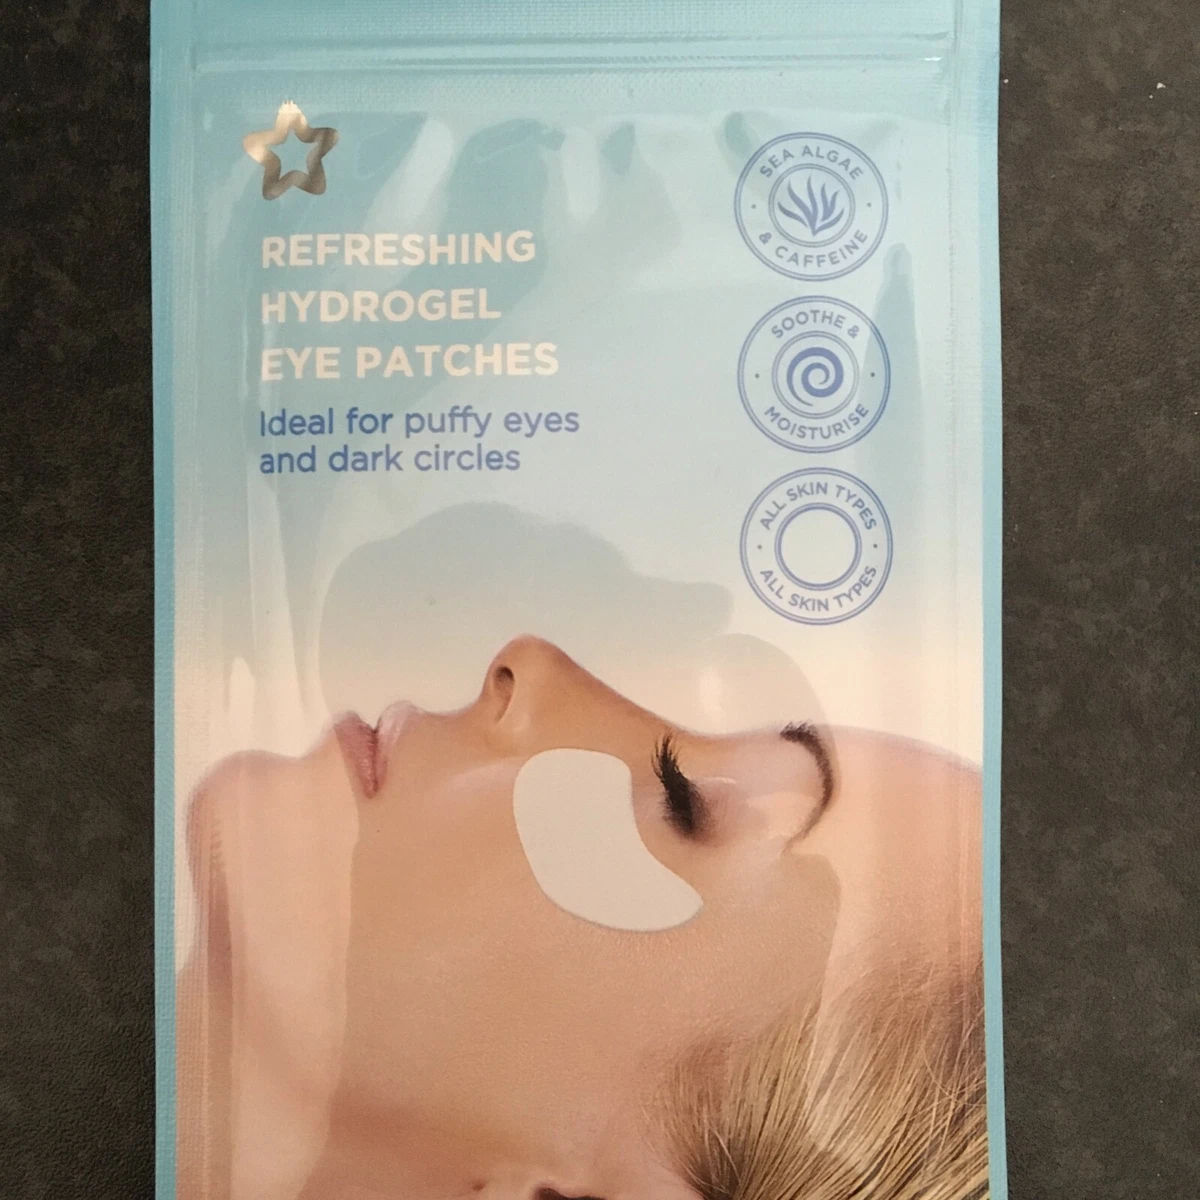 REFRESHING
HYDROGEL
EYE PATCHES
Ideal for puffy eyes
and dark circles
SEA ALGAE
& CAFFEINE
SOOTHE &
MOISTURISE
ALL SKIN TYPES
ALL SKIN TYPES